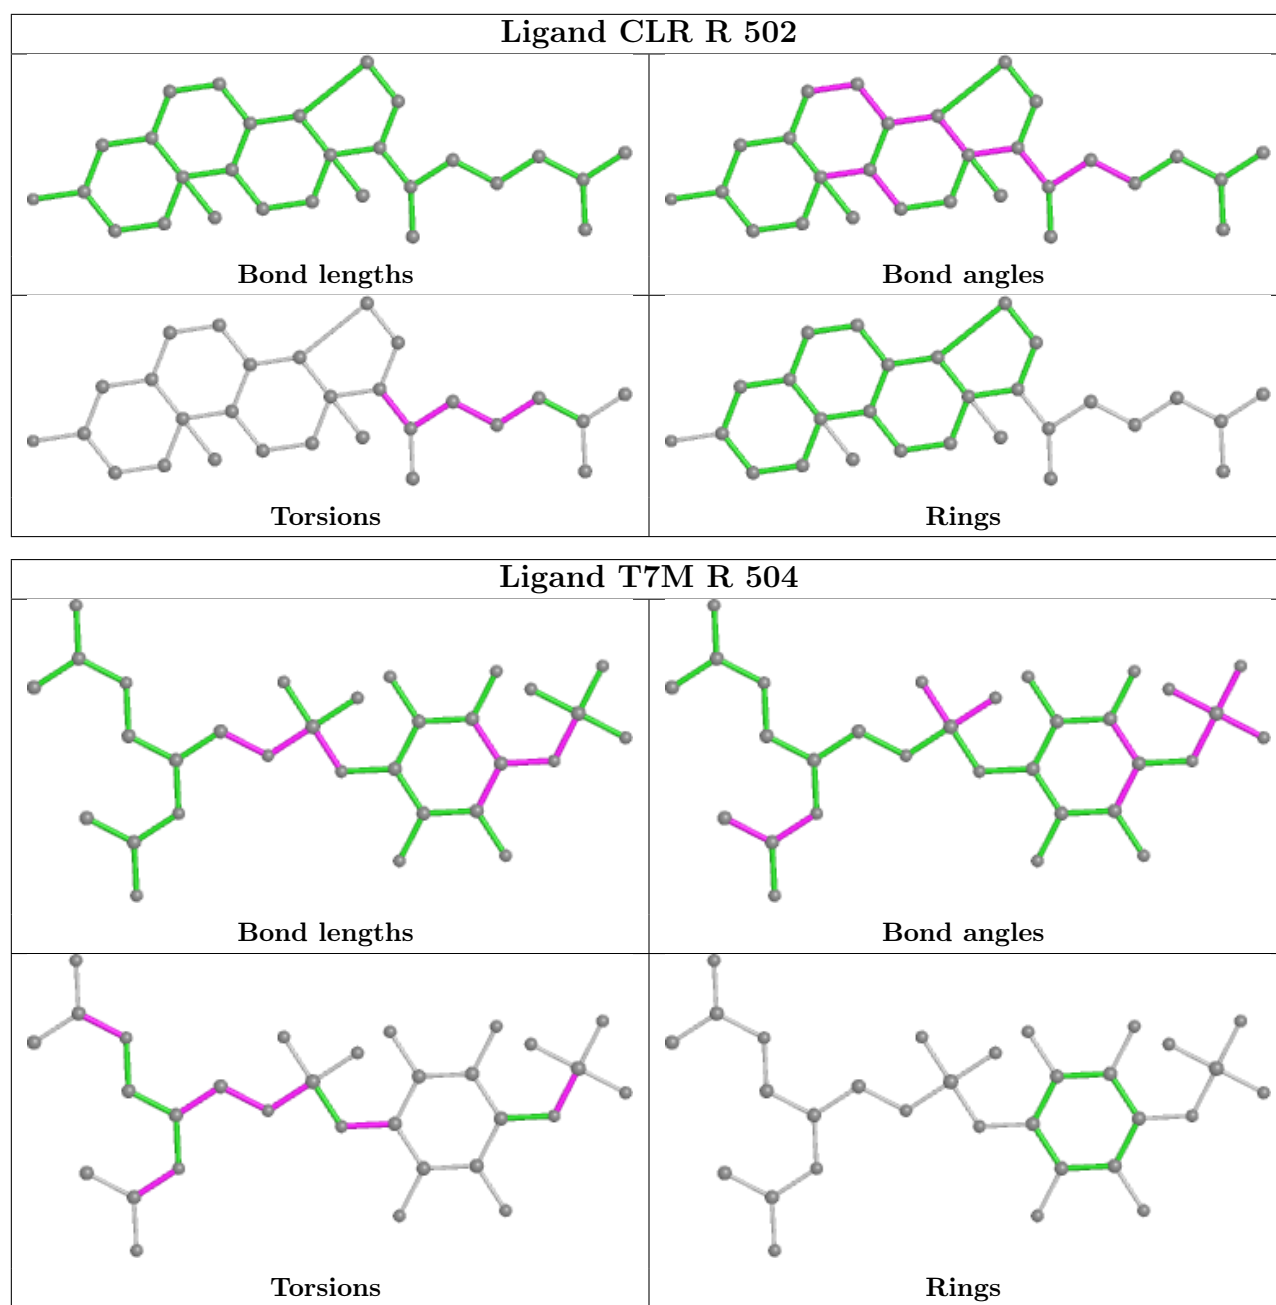 Ligand CLR R 502
Bond lengths
Bond angles
Torsions
Rings
Ligand T7M R 504
Bond lengths
Bond angles
Torsions
Rings